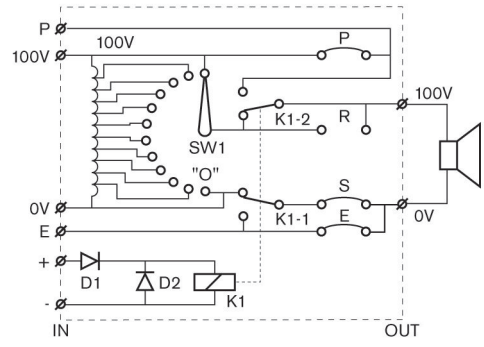 P
100V
100V
P
100V
K1-2
R
SW1
"O"
0V
K1-1
S
0V
E
E
+
D1
D2
K1
-
IN
OUT